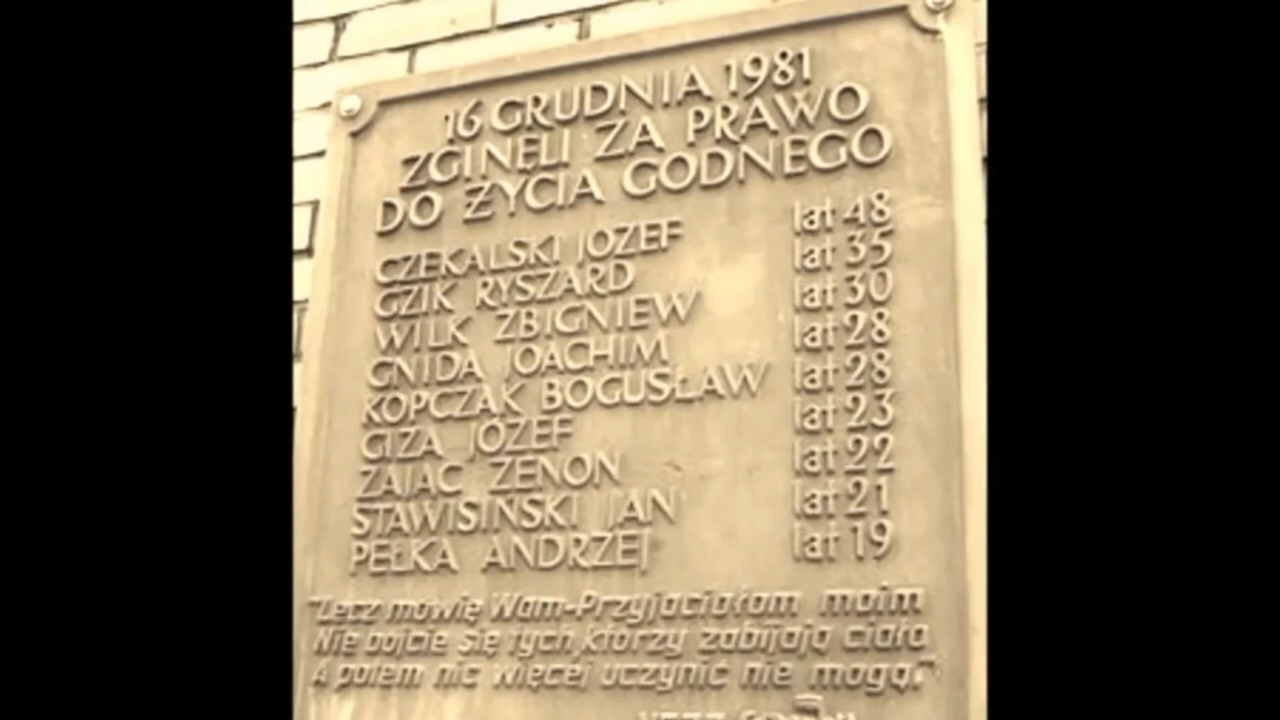 16 GRUDNIA 1981
ZGINĘLI ZA PRAWO
DO ŻYCIA GODNEGO
CZEKALSKI JÓZEF lat 48
GZIK RYSZARD lat 35
WILK ZBIGNIEW lat 30
GNIDA JOACHIM lat 28
KOPCZAK BOGUSŁAW lat 28
GIZA JÓZEF lat 23
ZAJĄC ZENON lat 22
STAWISIŃSKI JAN lat 21
PEŁKA ANDRZEJ lat 19
"Lecz mówię Wam-Przyjaciołom moim
Nie bójcie się tych, którzy zabijają ciało
A potem nic więcej uczynić nie mogą."